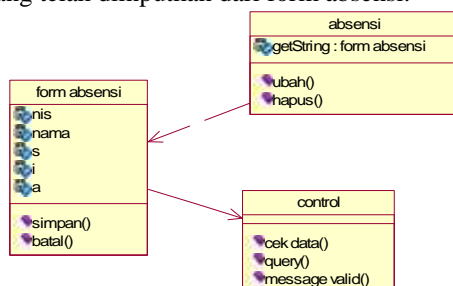 ang telah diinputkan dari form absensi.
absensi
getString : form absensi
ubah()
hapus()
form absensi
nis
nama
s
i
a
simpan()
batal()
control
cek data()
query()
message valid()